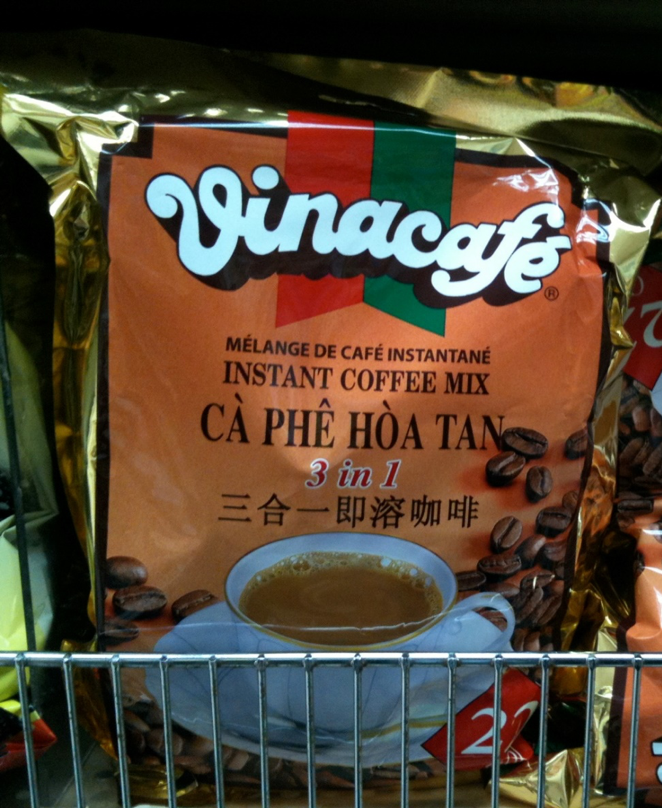 Vinacafé®
MÉLANGE DE CAFÉ INSTANTANÉ
INSTANT COFFEE MIX
CÀ PHÊ HÒA TAN
3 in 1
三合一即溶咖啡